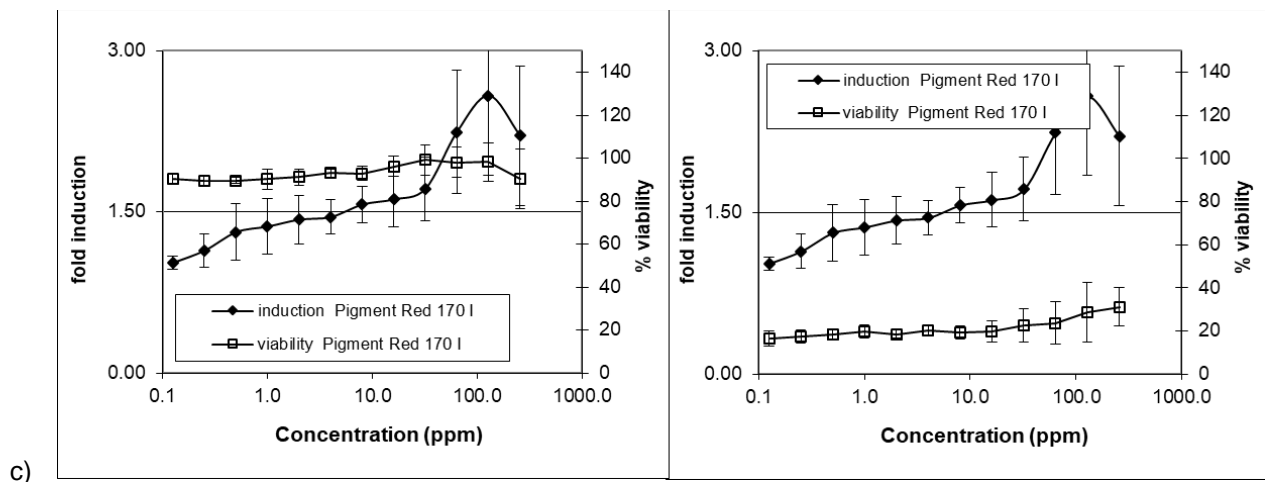 3.00
1.50
0.00
fold induction
140
120
100
80
60
40
20
0
% viability
induction Pigment Red 170 I
viability Pigment Red 170 I
0.1 1.0 10.0 100.0 1000.0
Concentration (ppm)
3.00
1.50
0.00
fold induction
140
120
100
80
60
40
20
0
% viability
induction Pigment Red 170 I
viability Pigment Red 170 I
0.1 1.0 10.0 100.0 1000.0
Concentration (ppm)
c)